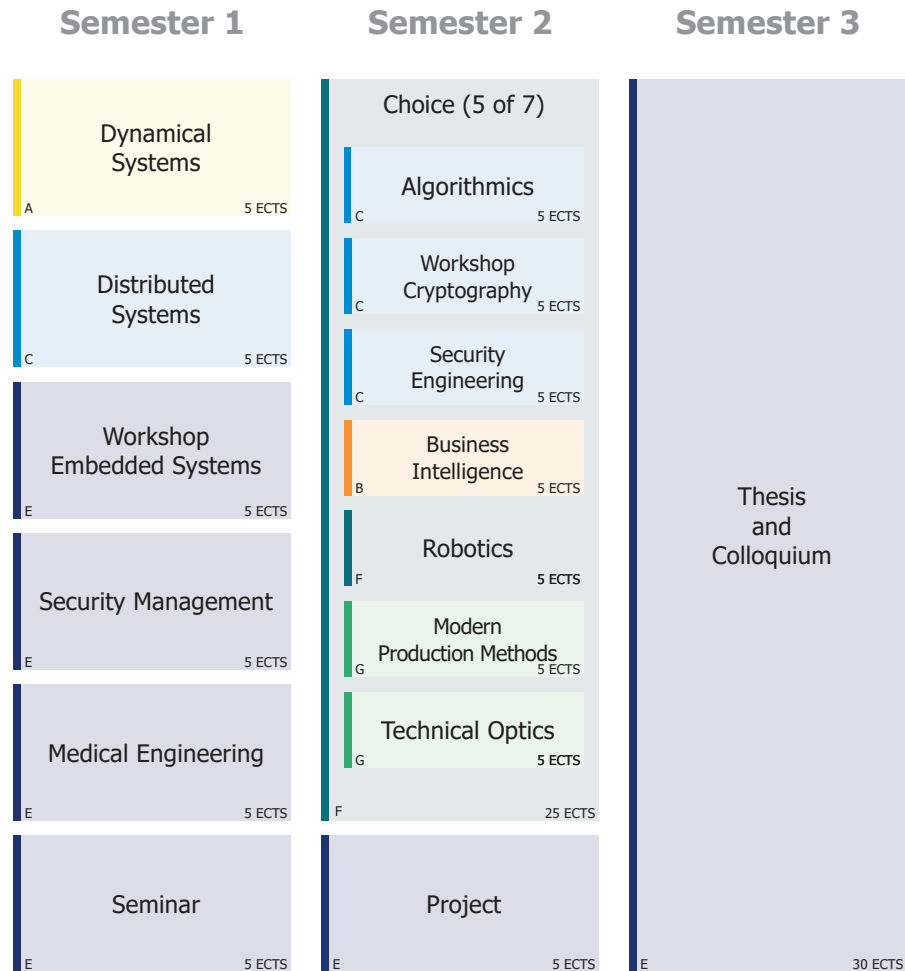 Semester 1
Semester 2
Semester 3
Dynamical
Systems
A 5 ECTS
Distributed
Systems
C 5 ECTS
Workshop
Embedded Systems
E 5 ECTS
Security Management
E 5 ECTS
Medical Engineering
E 5 ECTS
Seminar
E 5 ECTS
Choice (5 of 7)
Algorithmics
C 5 ECTS
Workshop
Cryptography
C 5 ECTS
Security
Engineering
C 5 ECTS
Business
Intelligence
B 5 ECTS
Robotics
F 5 ECTS
Modern
Production Methods
G 5 ECTS
Technical Optics
G 5 ECTS
F 25 ECTS
Project
E 5 ECTS
Thesis
and
Colloquium
E 30 ECTS